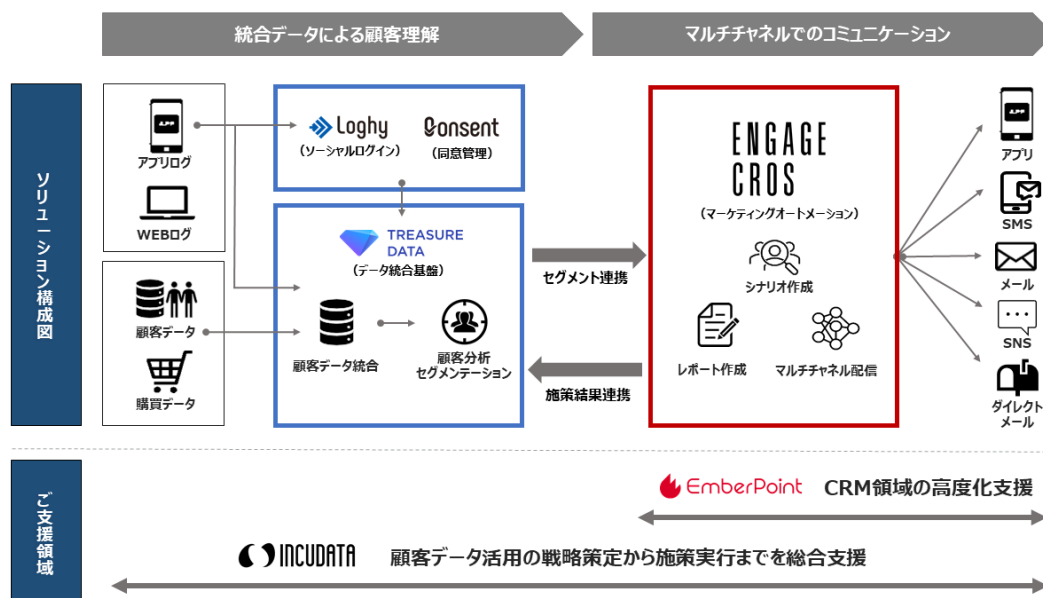 統合データによる顧客理解
マルチチャネルでのコミュニケーション
ソリューション構成図
APP
アプリログ
WEBログ
顧客データ
購買データ
Loghy
(ソーシャルログイン)
Consent
(同意管理)
TREASURE
DATA
(データ統合基盤)
顧客データ統合
顧客分析
セグメンテーション
セグメント連携
施策結果連携
ENGAGE
CROS
(マーケティングオートメーション)
シナリオ作成
レポート作成
マルチチャネル配信
APP
アプリ
SMS
メール
SNS
ダイレクト
メール
ご支援領域
EmberPoint CRM領域の高度化支援
INCUDATA 顧客データ活用の戦略策定から施策実行までを総合支援